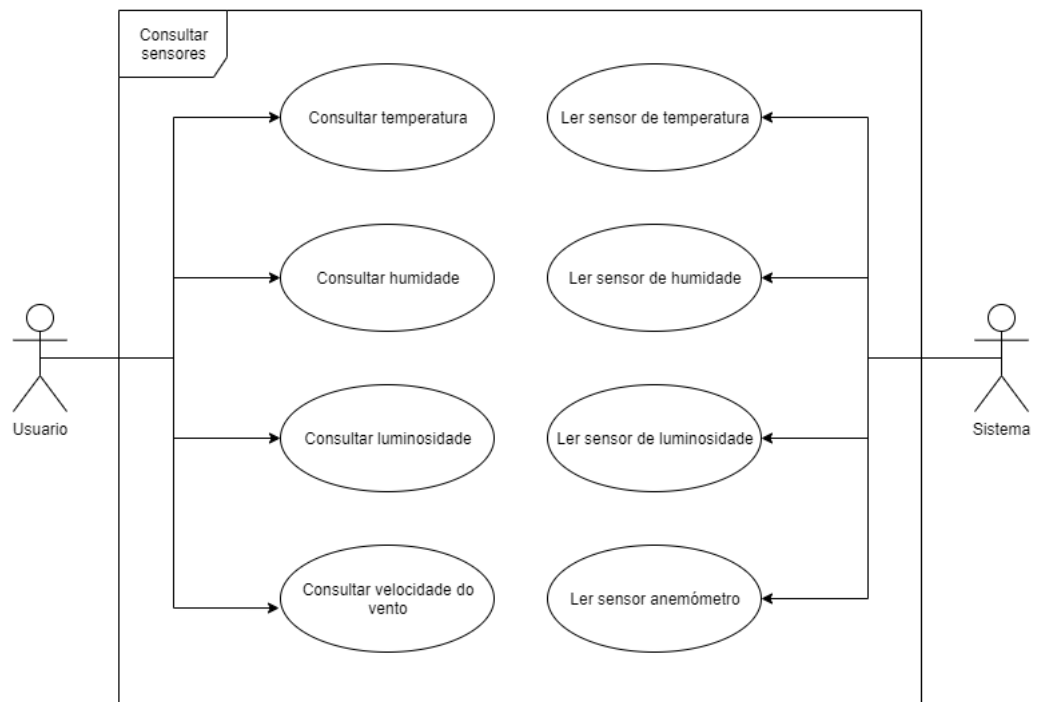 Consultar
sensores
Consultar temperatura
Ler sensor de temperatura
Consultar humidade
Ler sensor de humidade
Usuario
Sistema
Consultar luminosidade
Ler sensor de luminosidade
Consultar velocidade do
vento
Ler sensor anemómetro